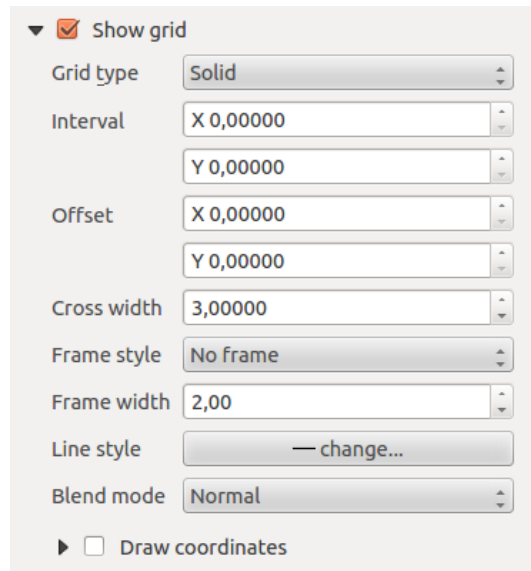 Show grid
Grid type Solid
Interval X 0,00000
Y 0,00000
Offset X 0,00000
Y 0,00000
Cross width 3,00000
Frame style No frame
Frame width 2,00
Line style change...
Blend mode Normal
Draw coordinates